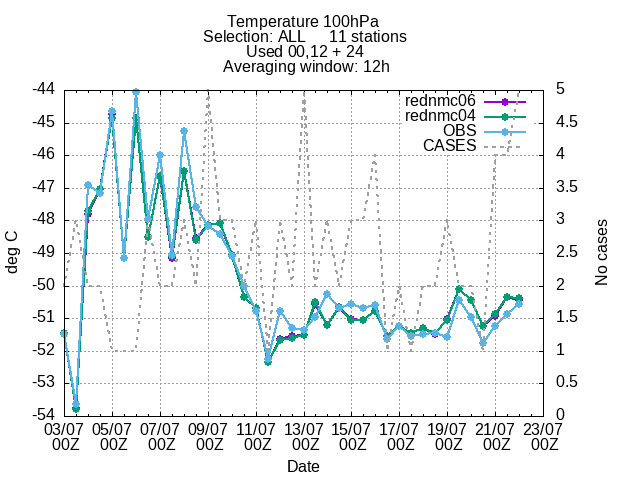 Temperature 100hPa
Selection: ALL 11 stations
Used 00,12 + 24
Averaging window: 12h
rednmc06
rednmc04
OBS
CASES
-44
-45
-46
-47
-48
-49
-50
-51
-52
-53
-54
deg C
5
4.5
4
3.5
3
2.5
2
1.5
1
0.5
0
No cases
03/07 05/07 07/07 09/07 11/07 13/07 15/07 17/07 19/07 21/07 23/07
00Z 00Z 00Z 00Z 00Z 00Z 00Z 00Z 00Z 00Z 00Z
Date